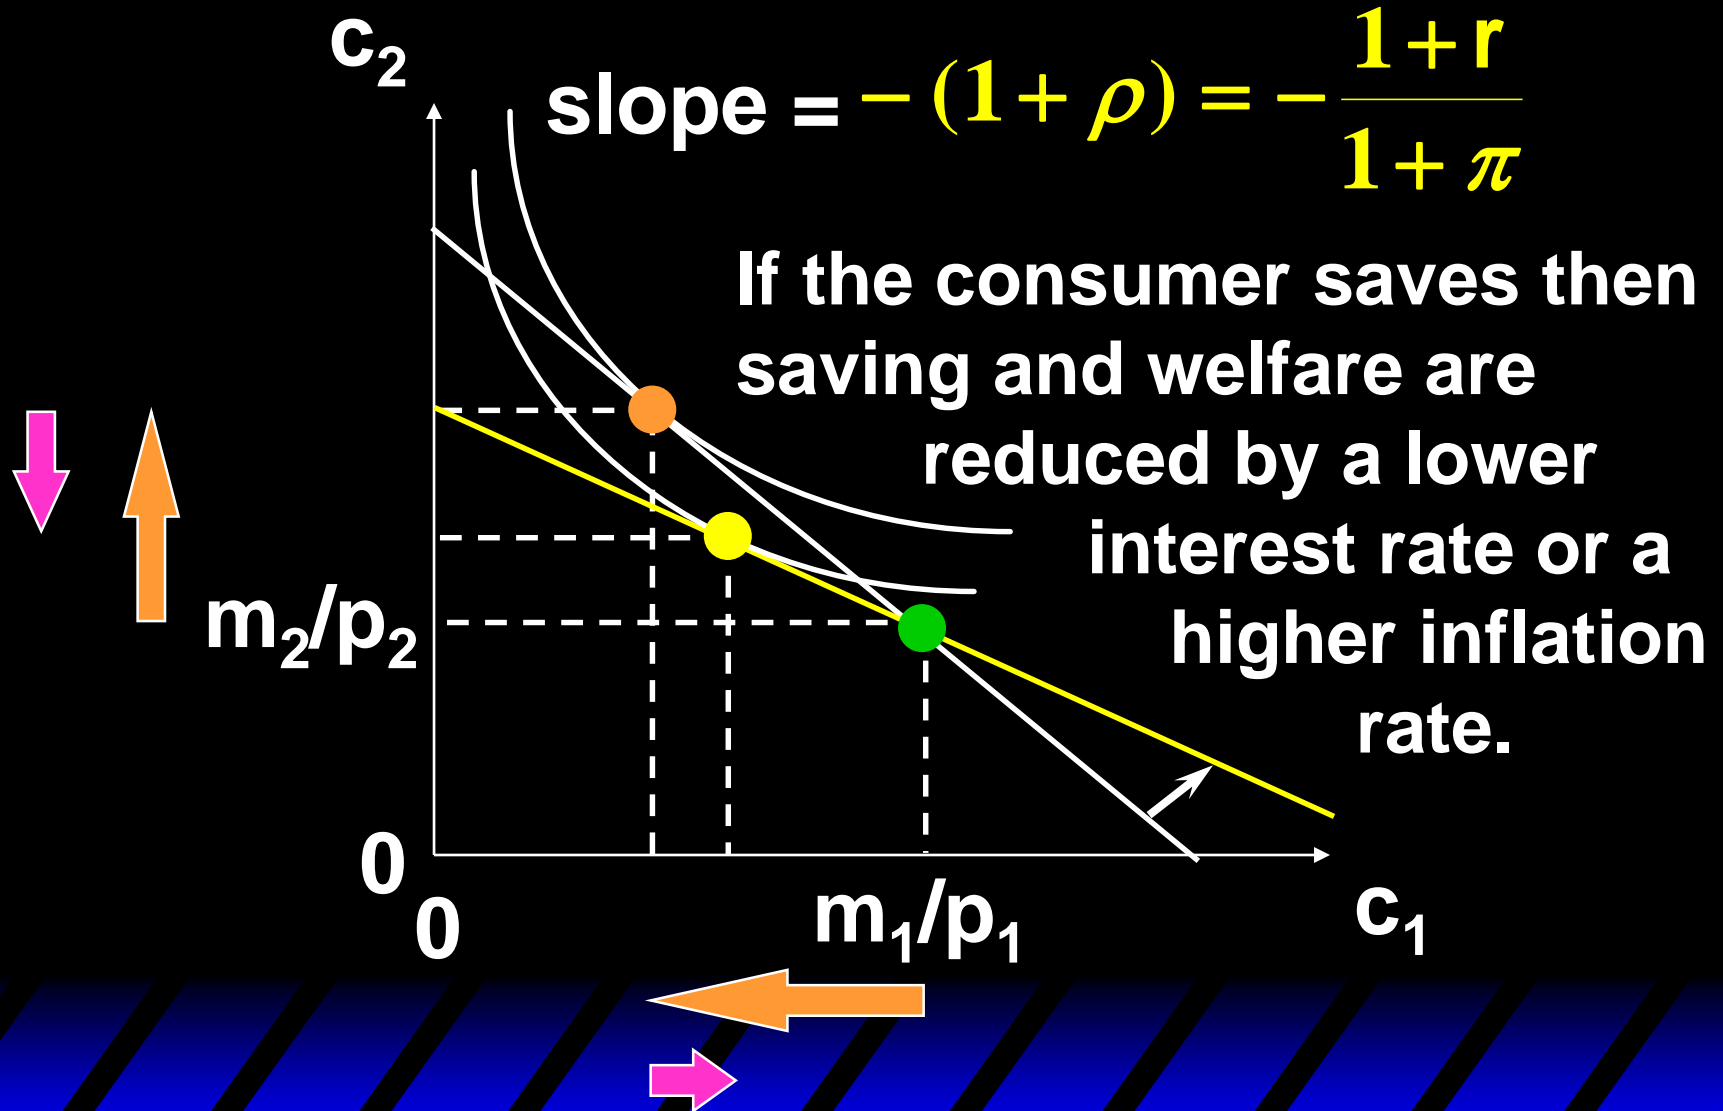 c₂
slope = − (1 + ρ) = − (1 + r)/(1 + π)
If the consumer saves then
saving and welfare are
reduced by a lower
interest rate or a
higher inflation
rate.
m₂/p₂
0
0
m₁/p₁
c₁